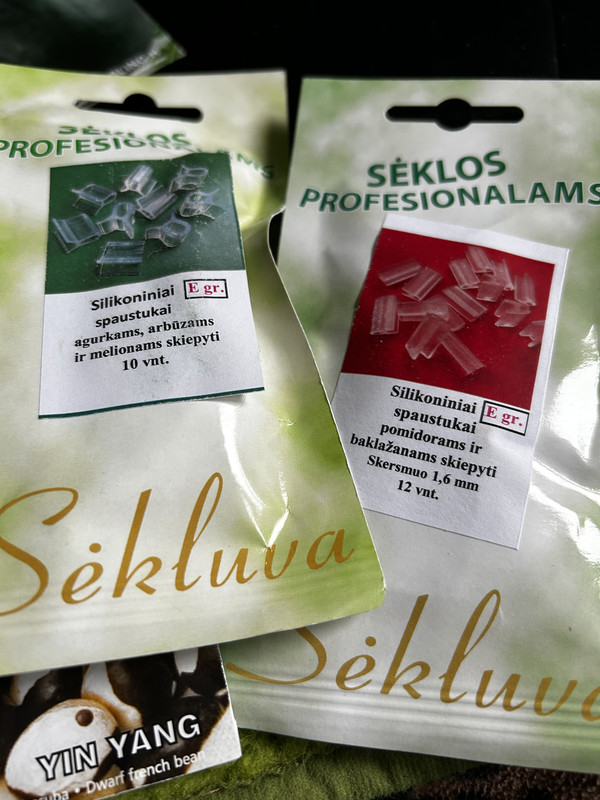 SĖKLOS
PROFESIONALAMS
Silikoniniai E gr.
spaustukai
agurkams, arbūzams
ir melionams skiepyti
10 vnt.
Sėkluva
SĖKLOS
PROFESIONALAMS
Silikoniniai
spaustukai E gr.
pomidorams ir
baklažanams skiepyti
Skersmuo 1,6 mm
12 vnt.
Sėkluva
YIN YANG
• Dwarf french bean